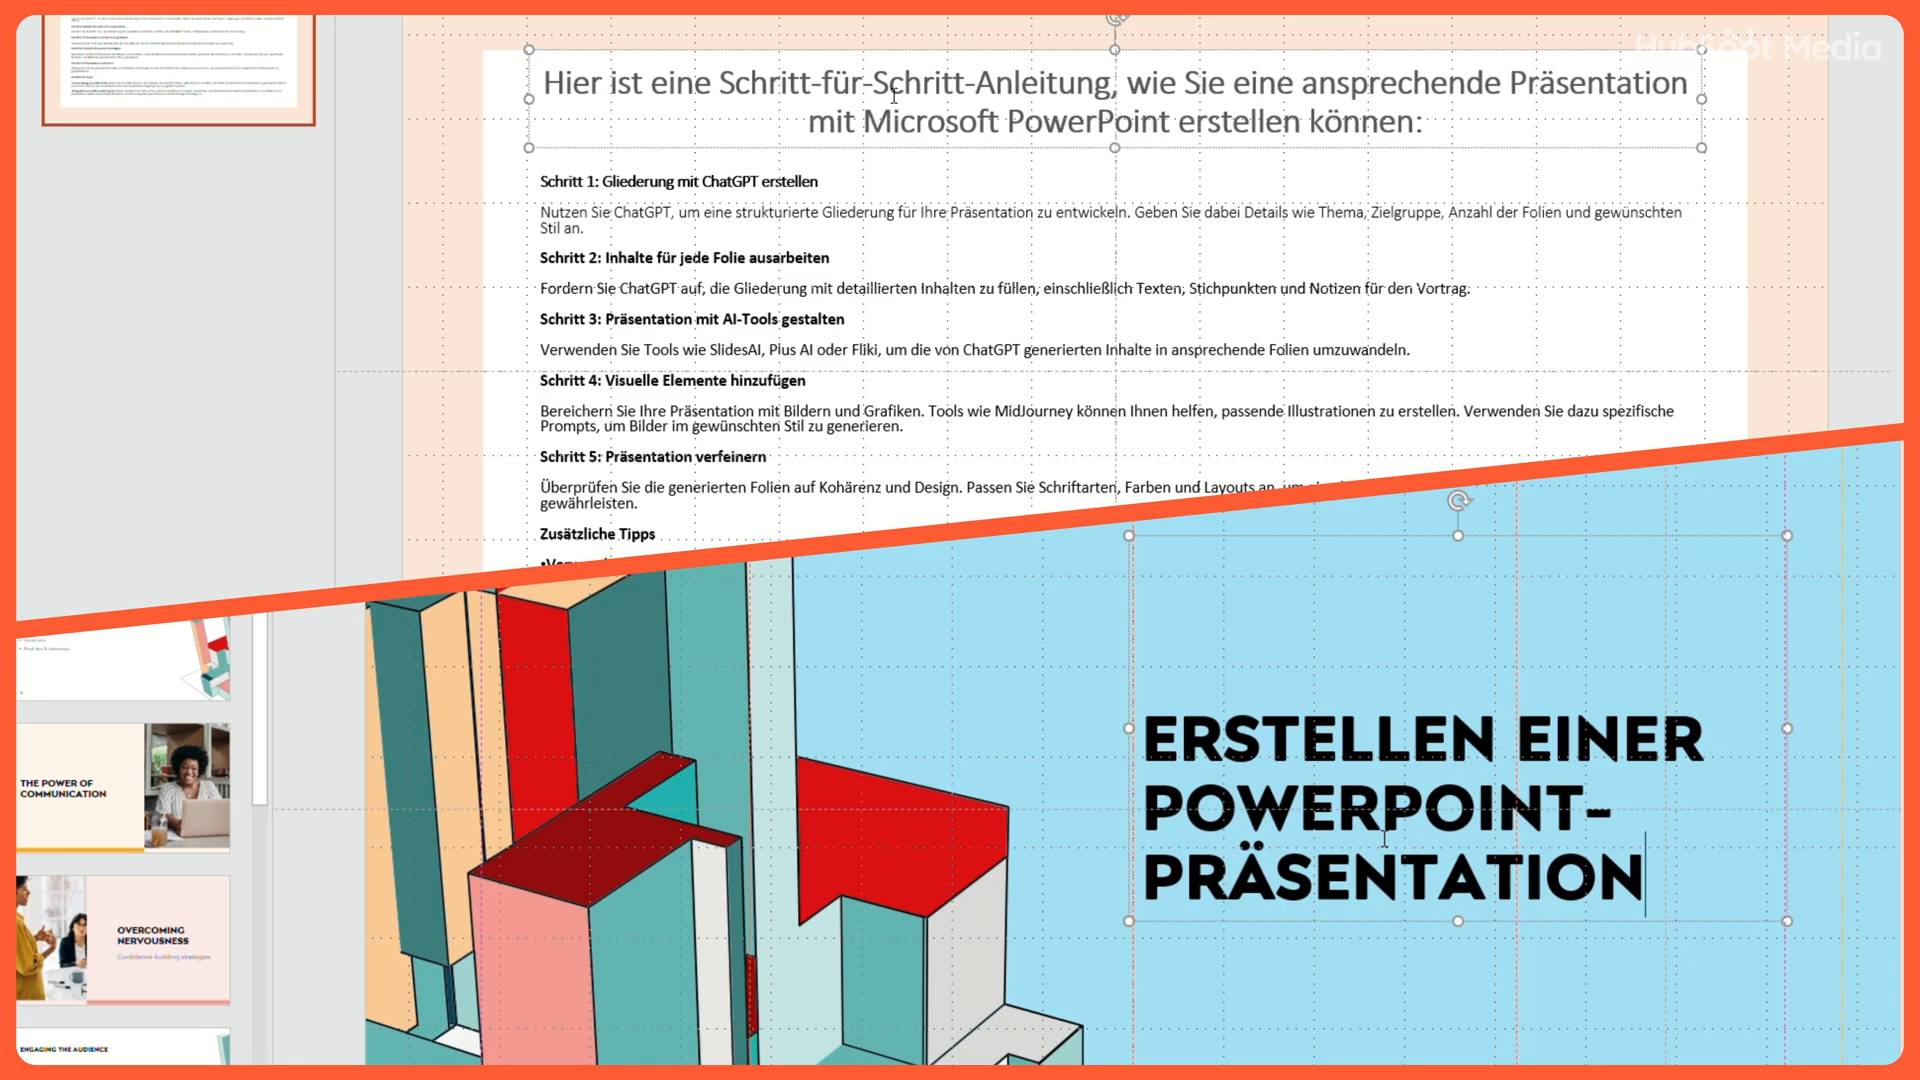 HubSpot Media
Hier ist eine Schritt-für-Schritt-Anleitung, wie Sie eine ansprechende Präsentation
mit Microsoft PowerPoint erstellen können:
Schritt 1: Gliederung mit ChatGPT erstellen
Nutzen Sie ChatGPT, um eine strukturierte Gliederung für Ihre Präsentation zu entwickeln. Geben Sie dabei Details wie Thema, Zielgruppe, Anzahl der Folien und gewünschten
Stil an.
Schritt 2: Inhalte für jede Folie ausarbeiten
Fordern Sie ChatGPT auf, die Gliederung mit detaillierten Inhalten zu füllen, einschließlich Texten, Stichpunkten und Notizen für den Vortrag.
Schritt 3: Präsentation mit AI-Tools gestalten
Verwenden Sie Tools wie SlidesAI, Plus AI oder Fliki, um die von ChatGPT generierten Inhalte in ansprechende Folien umzuwandeln.
Schritt 4: Visuelle Elemente hinzufügen
Bereichern Sie Ihre Präsentation mit Bildern und Grafiken. Tools wie MidJourney können Ihnen helfen, passende Illustrationen zu erstellen. Verwenden Sie dazu spezifische
Prompts, um Bilder im gewünschten Stil zu generieren.
Schritt 5: Präsentation verfeinern
Überprüfen Sie die generierten Folien auf Kohärenz und Design. Passen Sie Schriftarten, Farben und Layouts an, um
gewährleisten.
Zusätzliche Tipps
THE POWER OF
COMMUNICATION
OVERCOMING
NERVOUSNESS
Confidence-building strategies
ENGAGING THE AUDIENCE
ERSTELLEN EINER
POWERPOINT-
PRÄSENTATION